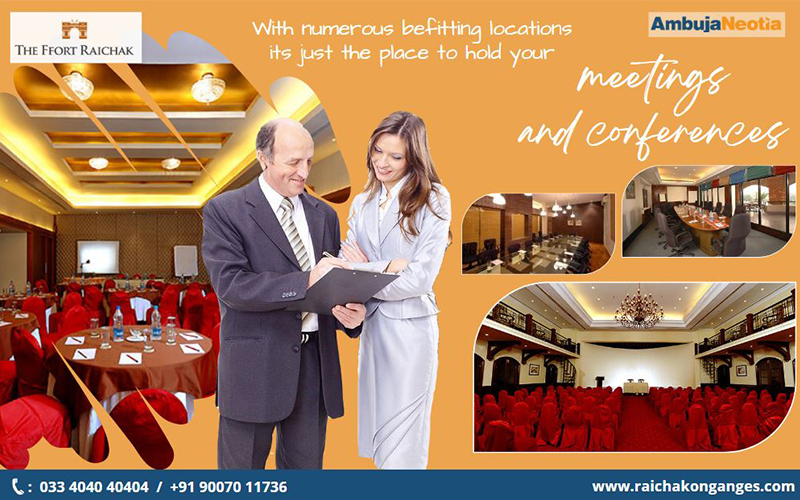 THE FFORT RAICHAK
AmbujaNeotia
With numerous befitting locations
its just the place to hold your
meetings
and conferences
: 033 4040 40404 / +91 90070 11736
www.raichakonganges.com